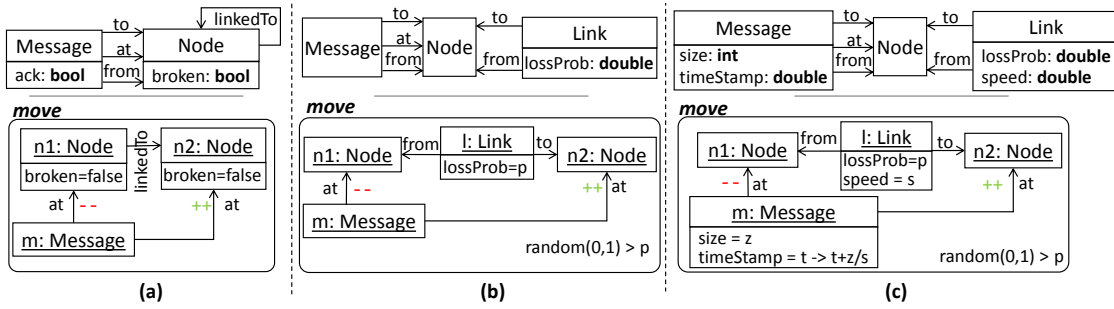 to
linkedTo
Message
at
Node
ack: bool
from
broken: bool
move
n1: Node
linkedTo
n2: Node
broken=false
broken=false
at
--
++
at
m: Message
(a)
to
to
Link
Message
at
Node
from
from
lossProb: double
move
from
l: Link
to
n1: Node
n2: Node
lossProb=p
at
--
++
at
m: Message
random(0,1) > p
(b)
Message
to
to
Link
size: int
at
Node
lossProb: double
timeStamp: double
from
from
speed: double
move
from
l: Link
to
n1: Node
n2: Node
lossProb=p
speed = s
--
at
++
at
m: Message
size = z
timeStamp = t -> t+z/s
random(0,1) > p
(c)